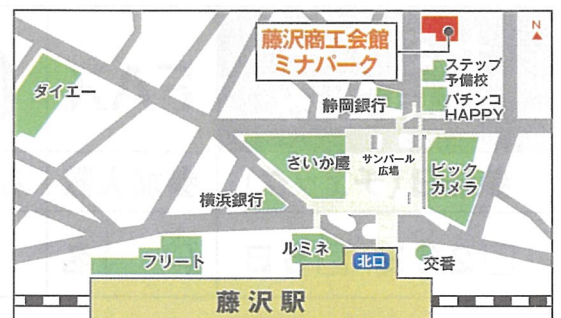 藤沢商工会館
ミナパーク
N
ステップ
予備校
パチンコ
HAPPY
ダイエー
静岡銀行
さいか屋
サンパール
広場
ビック
カメラ
横浜銀行
フリート
ルミネ
北口
交番
藤沢駅